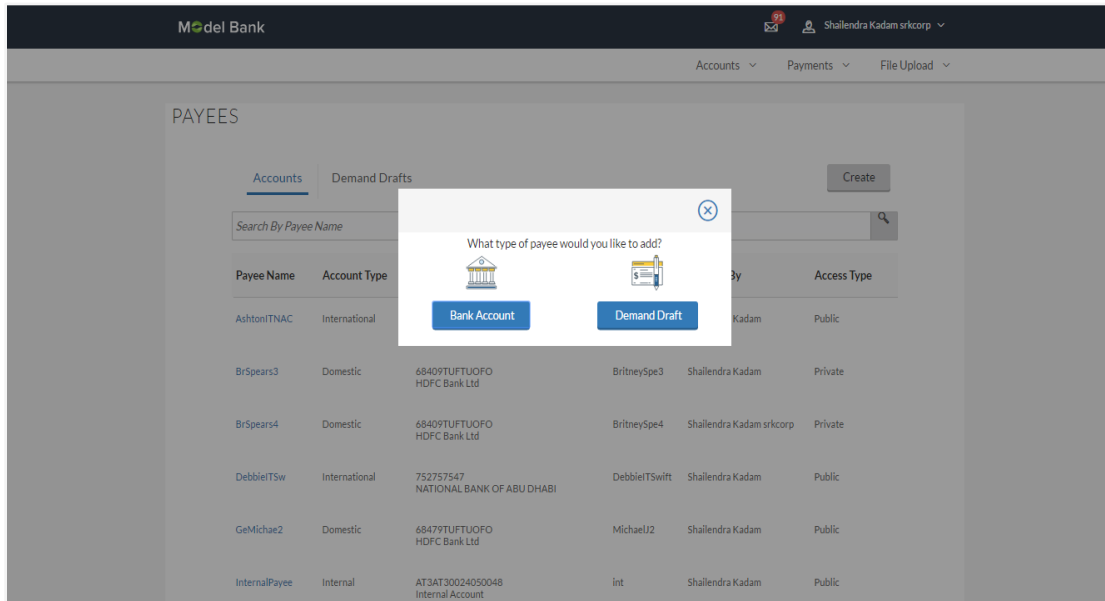 Model Bank
91
Shailendra Kadam srkcorp
Accounts Payments File Upload
PAYEES
Accounts Demand Drafts Create
Search By Payee Name
What type of payee would you like to add?
Bank Account Demand Draft
Payee Name Account Type By Access Type
AshtonITNAC International Kadam Public
BrSpears3 Domestic 68409TUFTUOFO BritneySpe3 Shailendra Kadam Private
HDFC Bank Ltd
BrSpears4 Domestic 68409TUFTUOFO BritneySpe4 Shailendra Kadam srkcorp Private
HDFC Bank Ltd
DebbieITSw International 752757547 DebbieITSwift Shailendra Kadam Public
NATIONAL BANK OF ABU DHABI
GeMichae2 Domestic 68479TUFTUOFO MichaelJ2 Shailendra Kadam Public
HDFC Bank Ltd
InternalPayee Internal AT3AT30024050048 int Shailendra Kadam Public
Internal Account